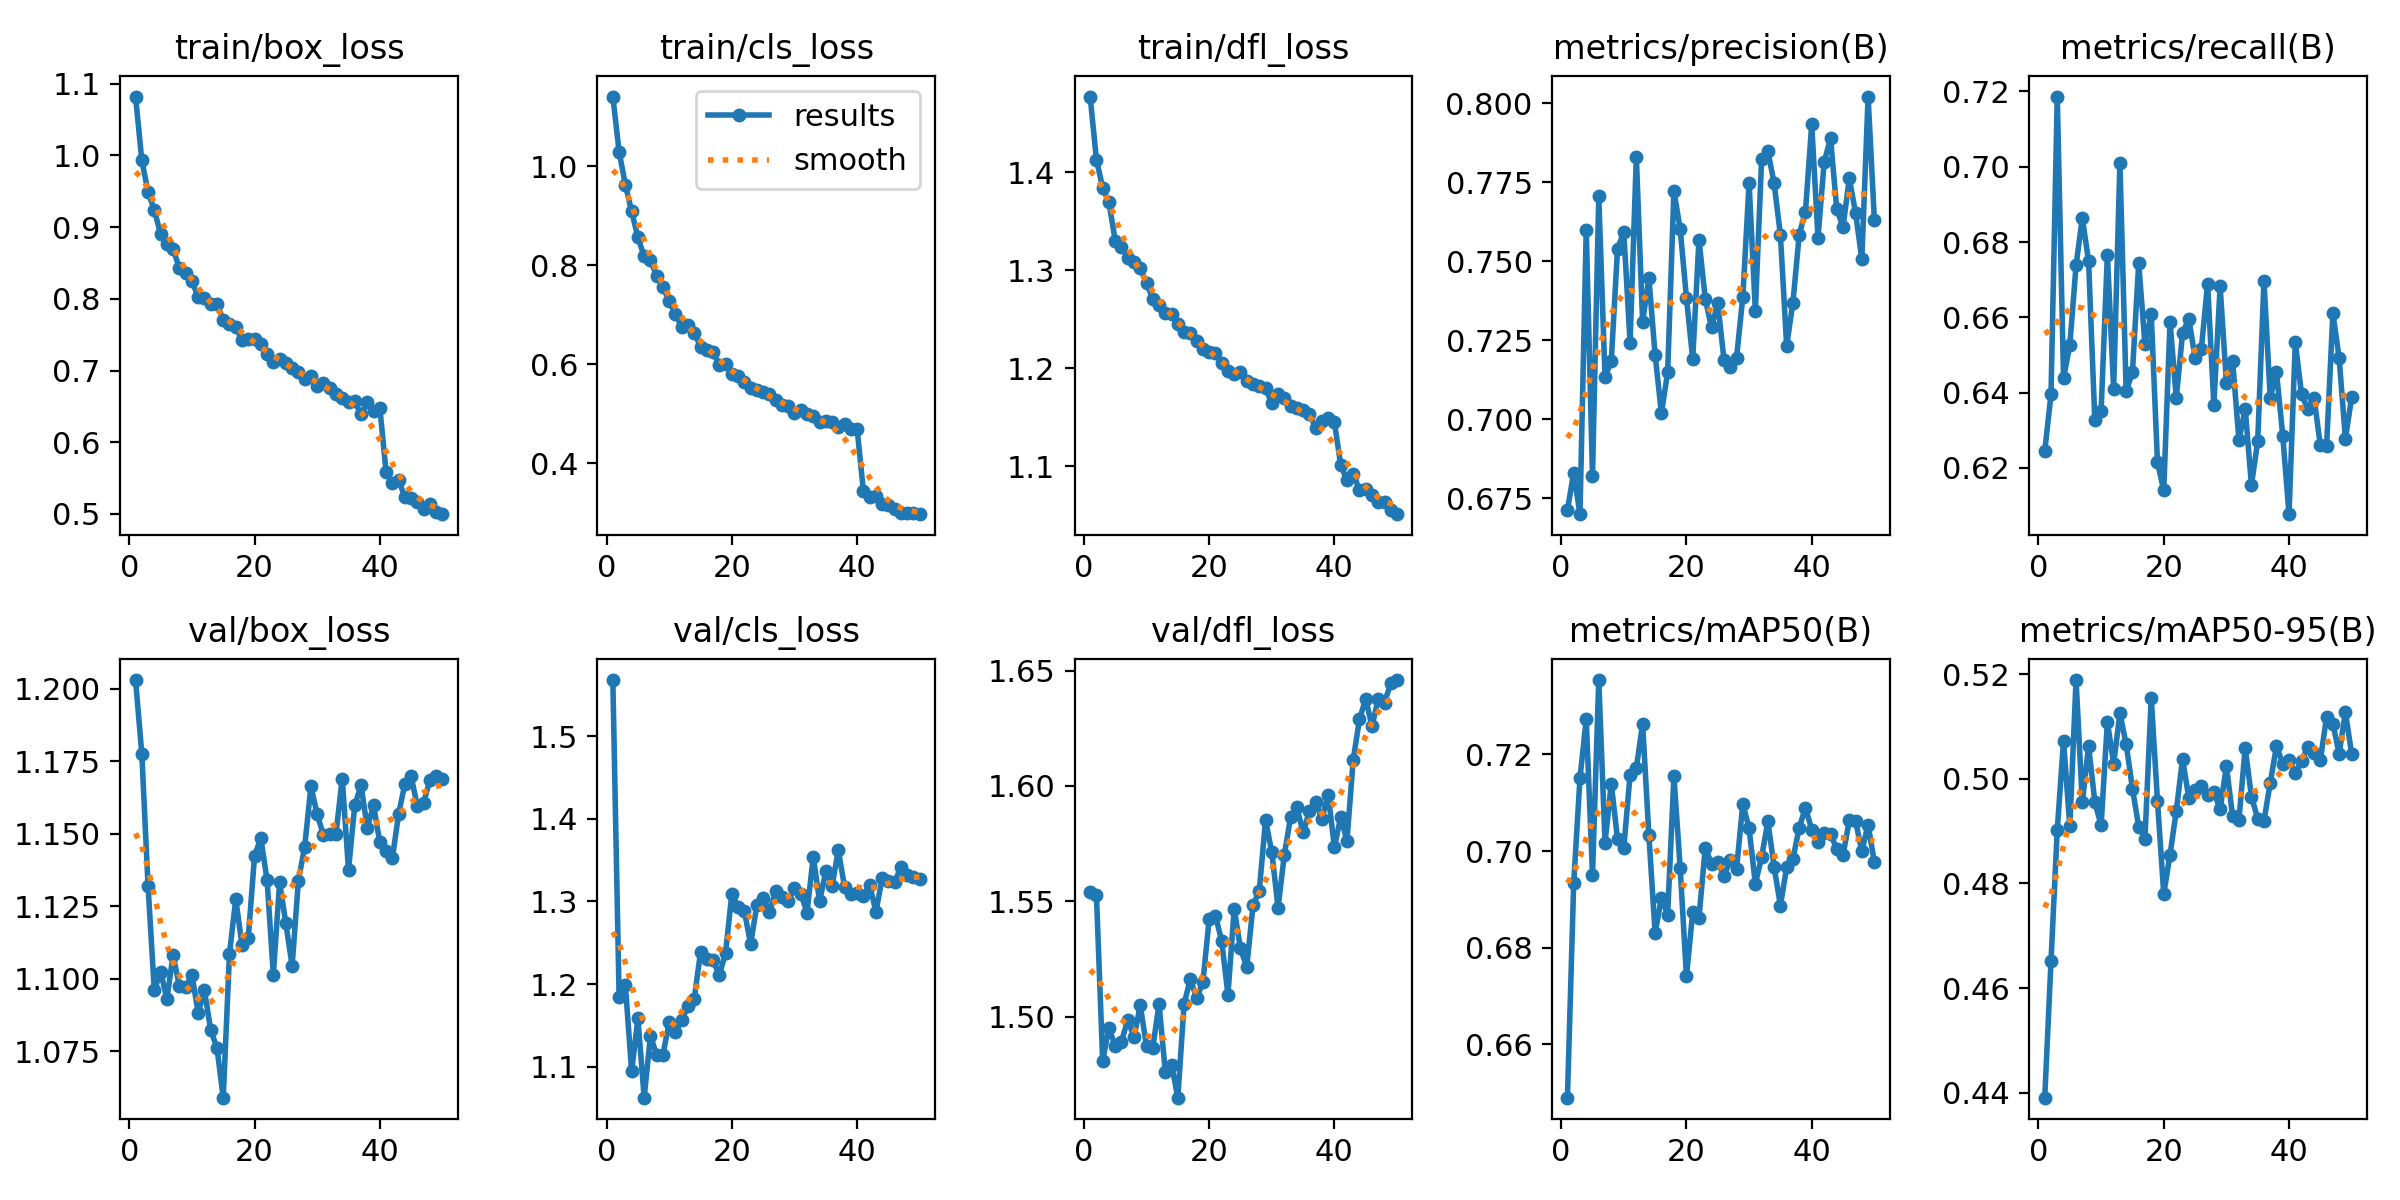 train/box_loss
train/cls_loss
train/dfl_loss
metrics/precision(B)
metrics/recall(B)
1.1
1.0
0.9
0.8
0.7
0.6
0.5
0 20 40
1.0
0.8
0.6
0.4
results
smooth
0 20 40
1.4
1.3
1.2
1.1
0 20 40
0.800
0.775
0.750
0.725
0.700
0.675
0 20 40
0.72
0.70
0.68
0.66
0.64
0.62
0 20 40
val/box_loss
val/cls_loss
val/dfl_loss
metrics/mAP50(B)
metrics/mAP50-95(B)
1.200
1.175
1.150
1.125
1.100
1.075
0 20 40
1.5
1.4
1.3
1.2
1.1
0 20 40
1.65
1.60
1.55
1.50
0 20 40
0.72
0.70
0.68
0.66
0 20 40
0.52
0.50
0.48
0.46
0.44
0 20 40